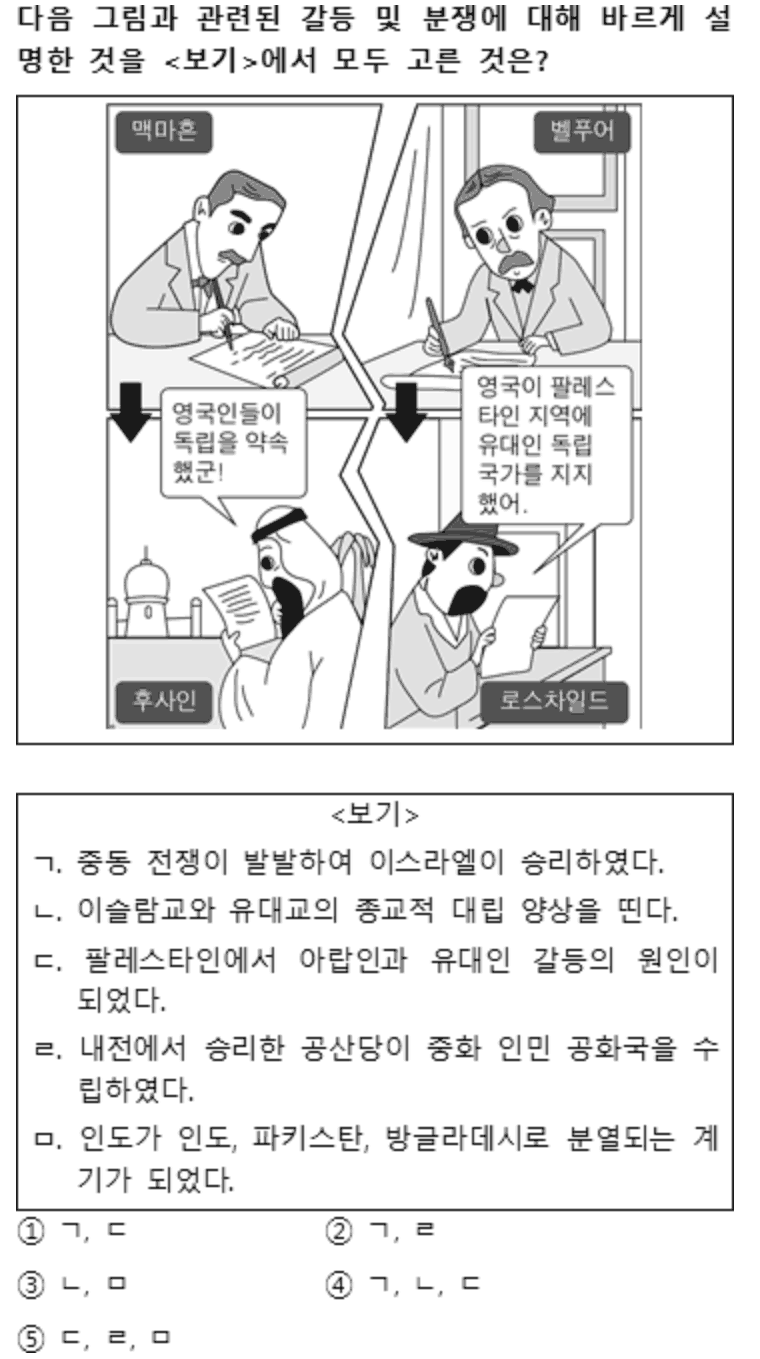 다음 그림과 관련된 갈등 및 분쟁에 대해 바르게 설
명한 것을 <보기>에서 모두 고른 것은?
맥마흔
벨푸어
영국인들이
독립을 약속
했군!
영국이 팔레스
타인 지역에
유대인 독립
국가를 지지
했어.
후사인
로스차일드
<보기>
ㄱ. 중동 전쟁이 발발하여 이스라엘이 승리하였다.
ㄴ. 이슬람교와 유대교의 종교적 대립 양상을 띤다.
ㄷ. 팔레스타인에서 아랍인과 유대인 갈등의 원인이
되었다.
ㄹ. 내전에서 승리한 공산당이 중화 인민 공화국을 수
립하였다.
ㅁ. 인도가 인도, 파키스탄, 방글라데시로 분열되는 계
기가 되었다.
① ㄱ, ㄷ
② ㄱ, ㄹ
③ ㄴ, ㅁ
④ ㄱ, ㄴ, ㄷ
⑤ ㄷ, ㄹ, ㅁ